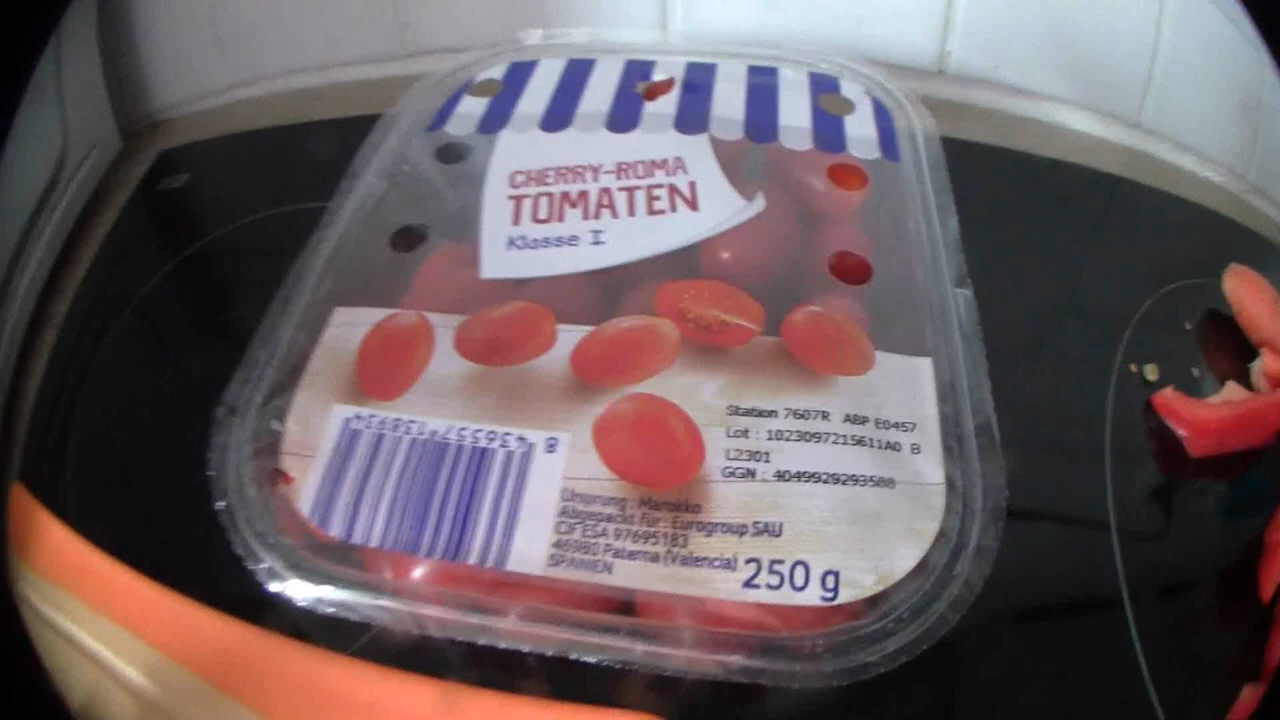 CHERRY-ROMA
TOMATEN
Klasse I
Station 7607R ABP E0457
Lot : 1023097215611A0 B
L2301
GGN : 4049929293588
Ursprung : Marokko
Abgepackt für : Eurogroup SAU
CIF ESA 97695183
46980 Paterna (Valencia)
SPANIEN
250 g